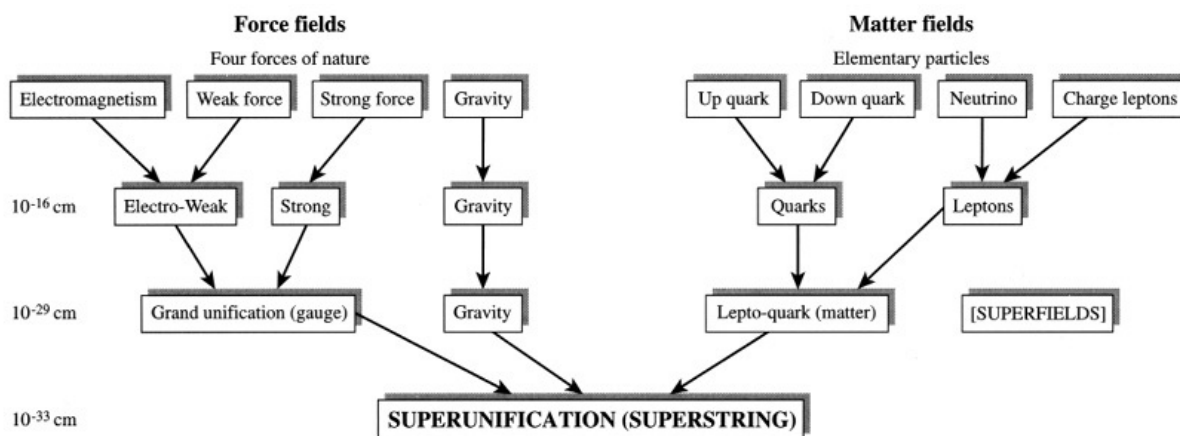 Force fields
Matter fields
Four forces of nature
Elementary particles
Electromagnetism
Weak force
Strong force
Gravity
Up quark
Down quark
Neutrino
Charge leptons
10-16 cm
Electro-Weak
Strong
Gravity
Quarks
Leptons
10-29 cm
Grand unification (gauge)
Gravity
Lepto-quark (matter)
[SUPERFIELDS]
10-33 cm
SUPERUNIFICATION (SUPERSTRING)